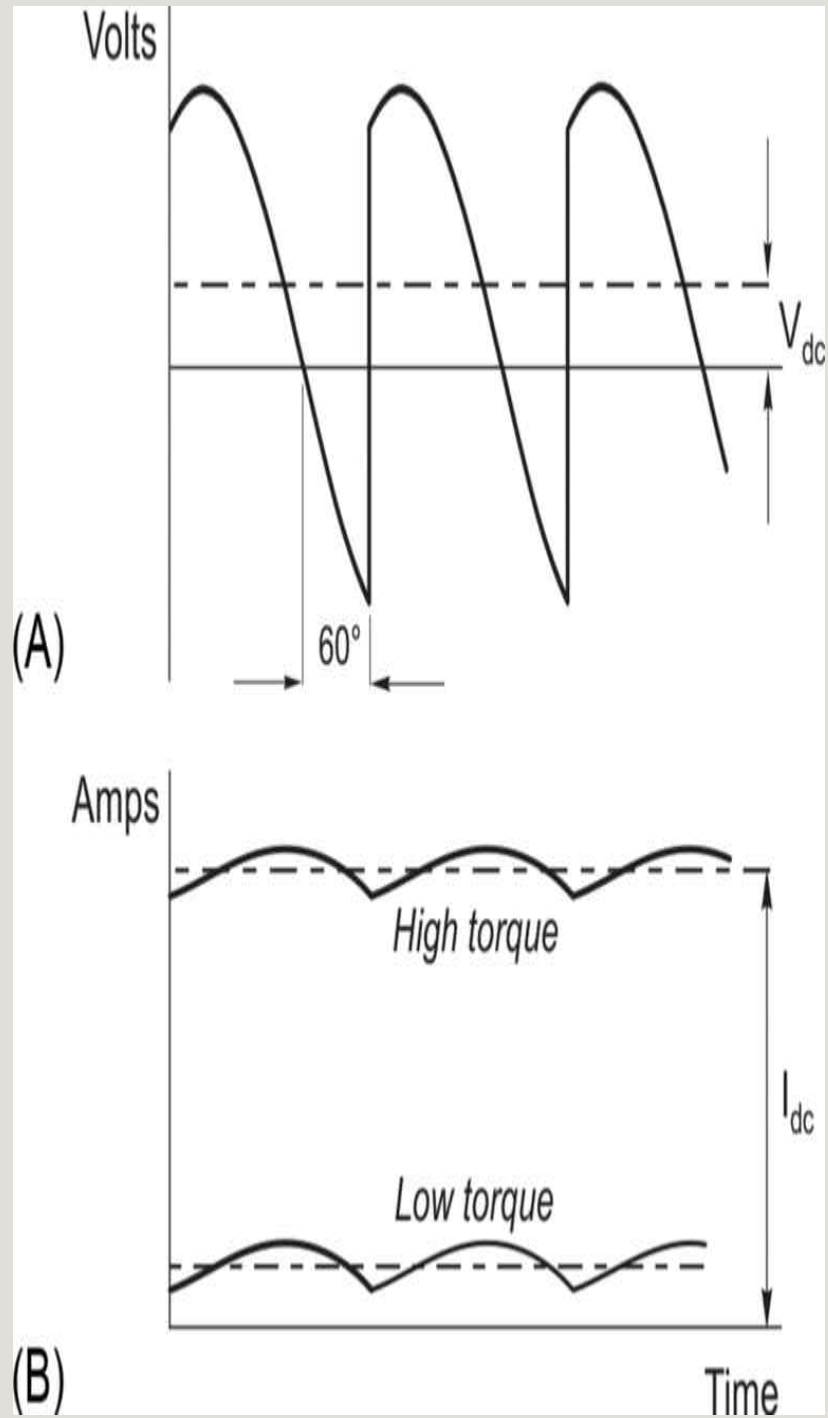 Volts
V dc
(A)
60°
Amps
High torque
I dc
Low torque
(B)
Time